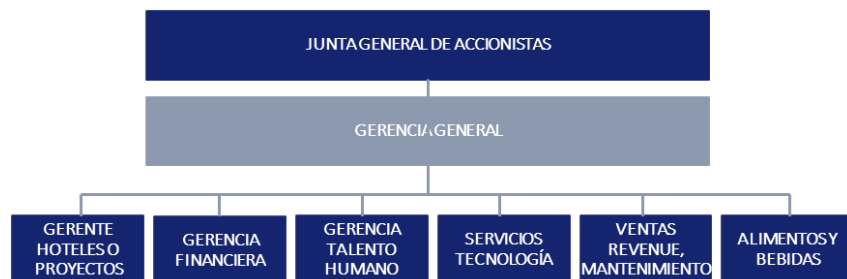 JUNTA GENERAL DE ACCIONISTAS
GERENCIA GENERAL
GERENTE
HOTELES O
PROYECTOS
GERENCIA
FINANCIERA
GERENCIA
TALENTO
HUMANO
SERVICIOS
TECNOLOGÍA
VENTAS
REVENUE,
MANTENIMIENTO
ALIMENTOS Y
BEBIDAS